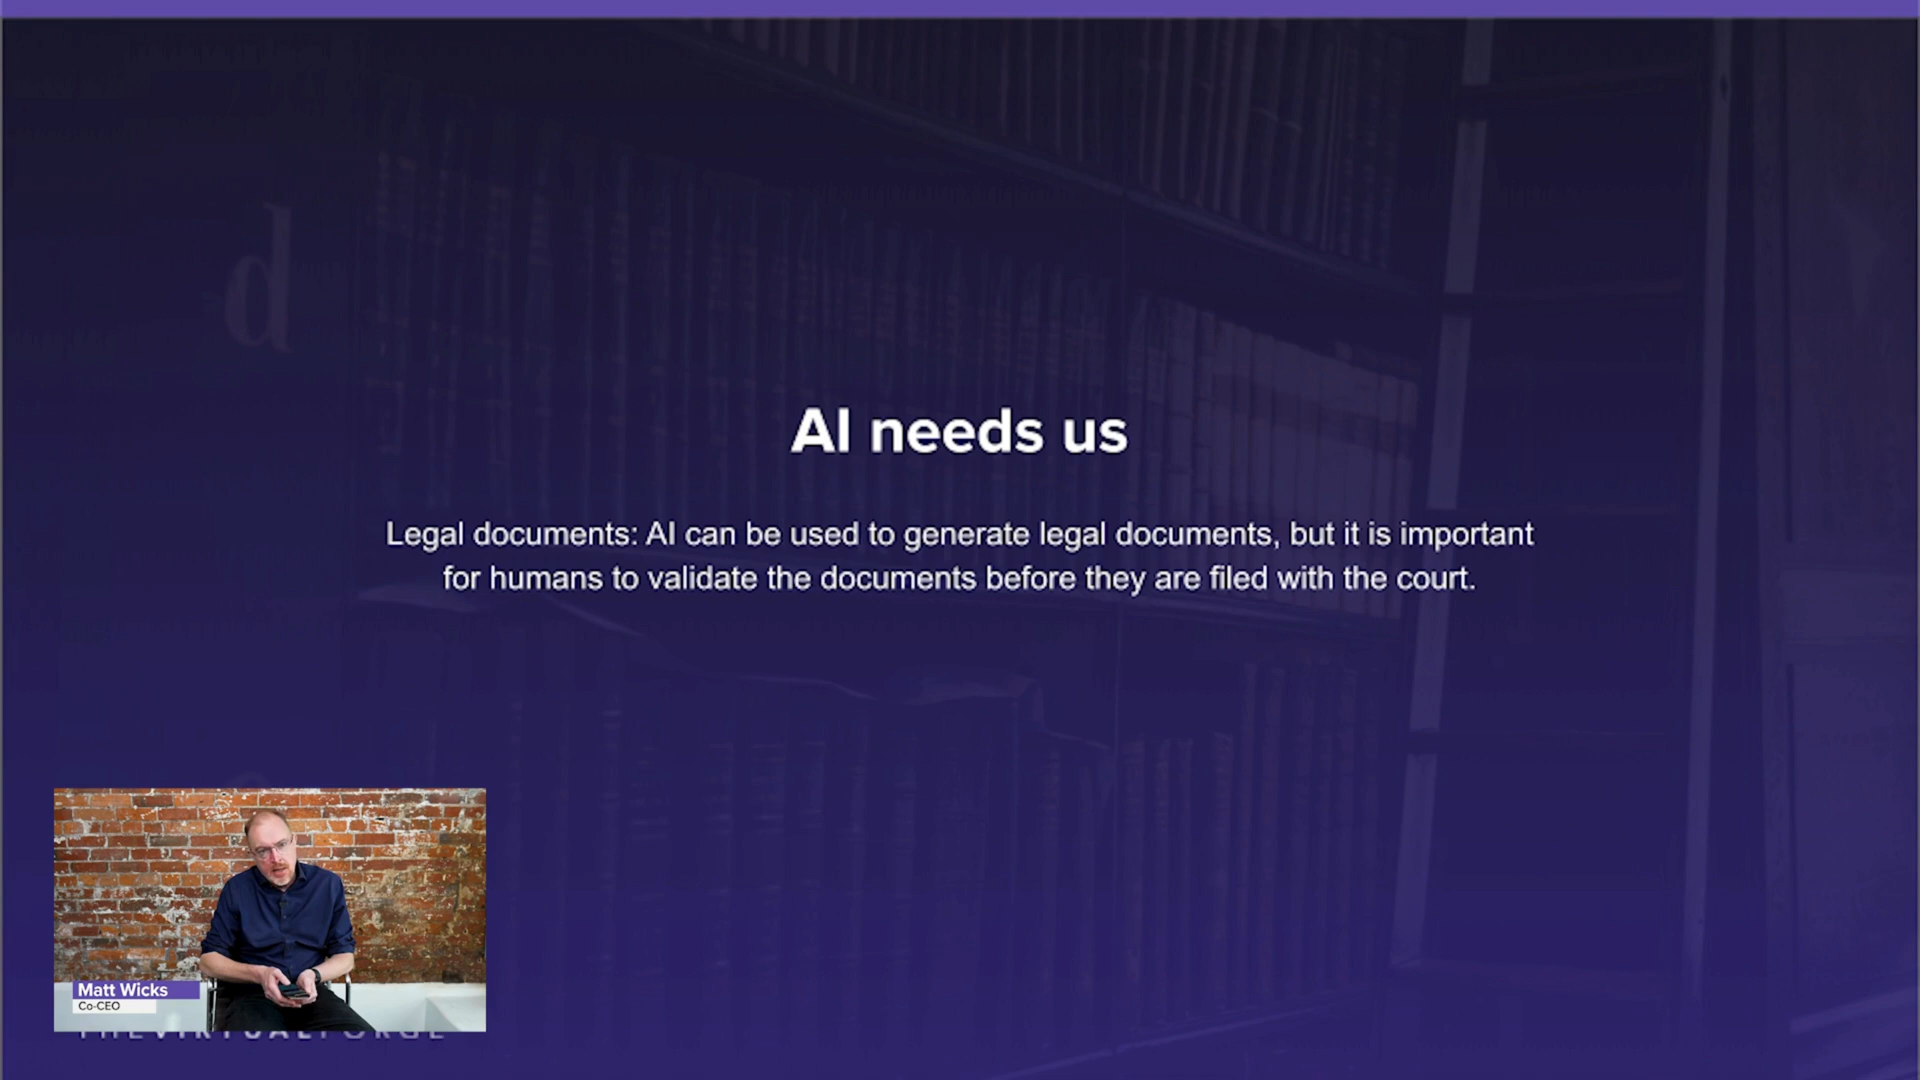 AI needs us
Legal documents: AI can be used to generate legal documents, but it is important
for humans to validate the documents before they are filed with the court.
Matt Wicks
Co-CEO
THEVIRTUALFORGE